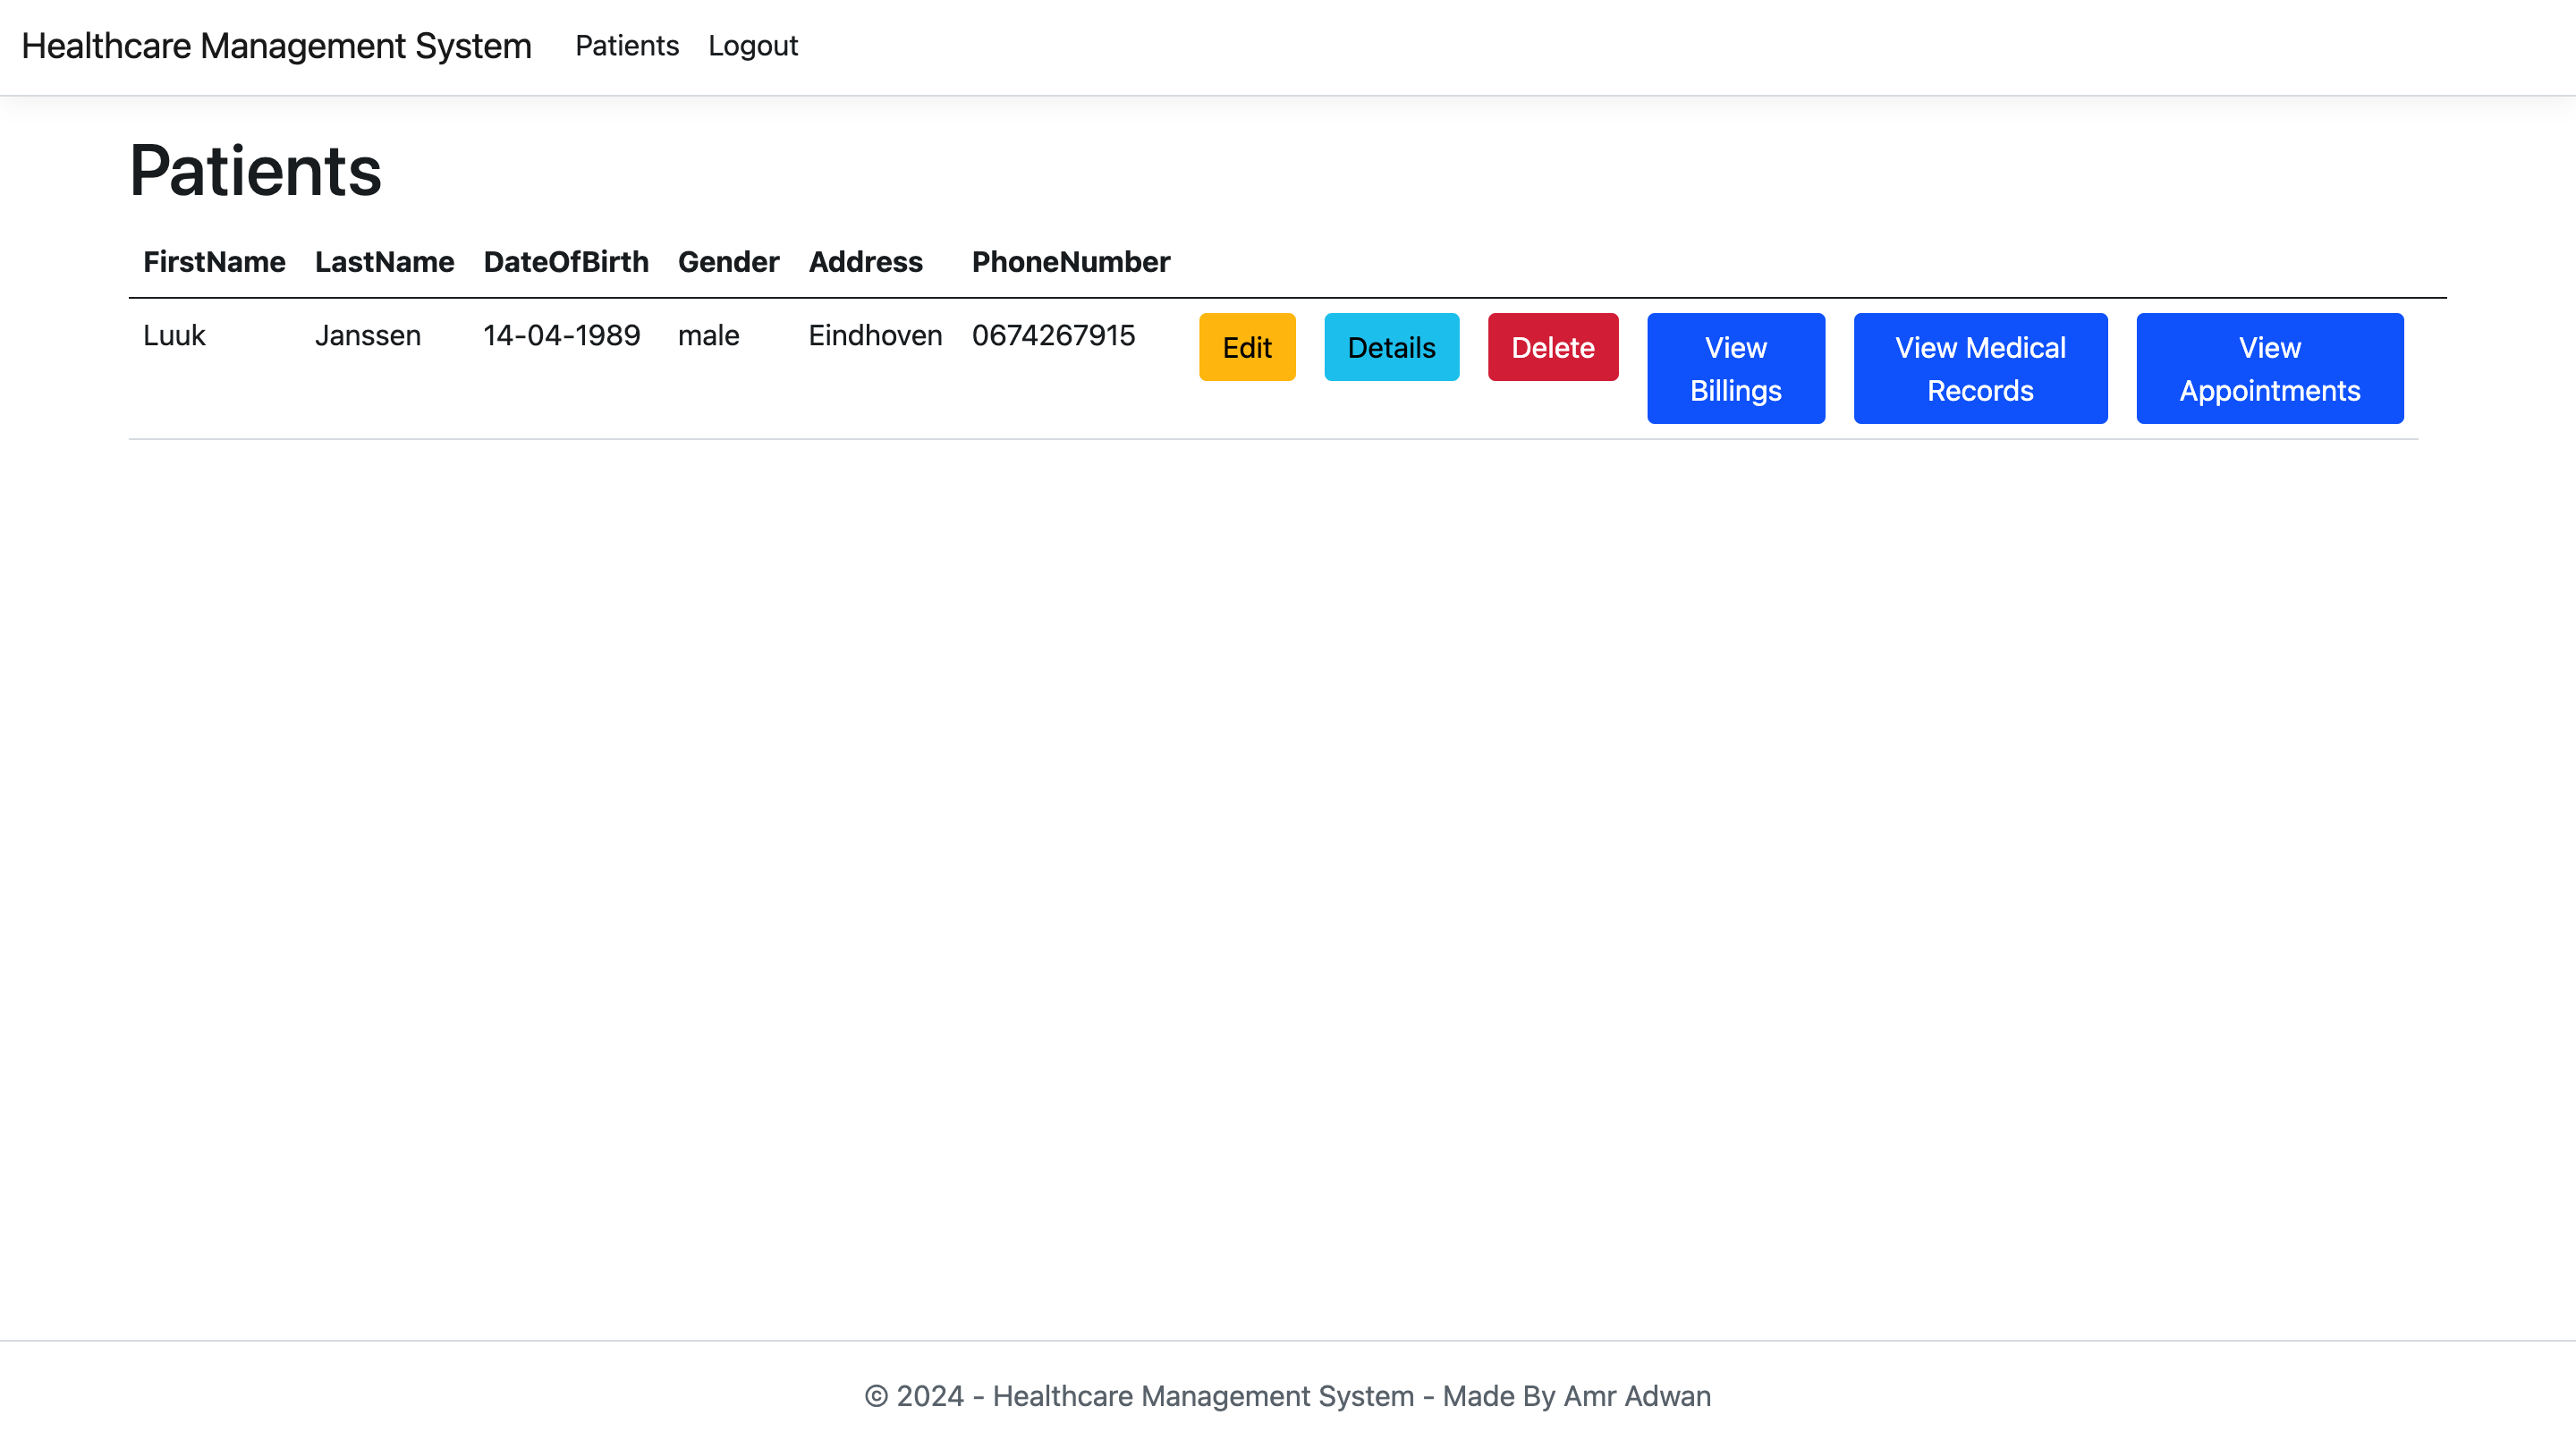 Healthcare Management System Patients Logout
Patients
FirstName LastName DateOfBirth Gender Address PhoneNumber
Luuk Janssen 14-04-1989 male Eindhoven 0674267915 Edit Details Delete View Billings View Medical Records View Appointments
© 2024 - Healthcare Management System - Made By Amr Adwan